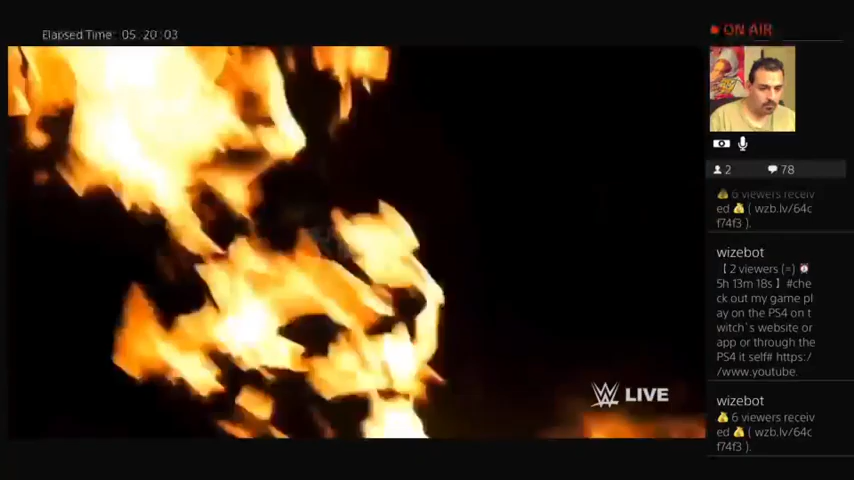 Elapsed Time 05:20:03
ON AIR
2 78
6 viewers receiv
ed ( wzb.lv/64c
f74f3 ).
wizebot
【 2 viewers (=)
5h 13m 18s 】 #che
ck out my game pl
ay on the PS4 on t
witch`s website or
app or through the
PS4 it self# https:/
/www.youtube.
wizebot
6 viewers receiv
ed ( wzb.lv/64c
f74f3 ).
W LIVE